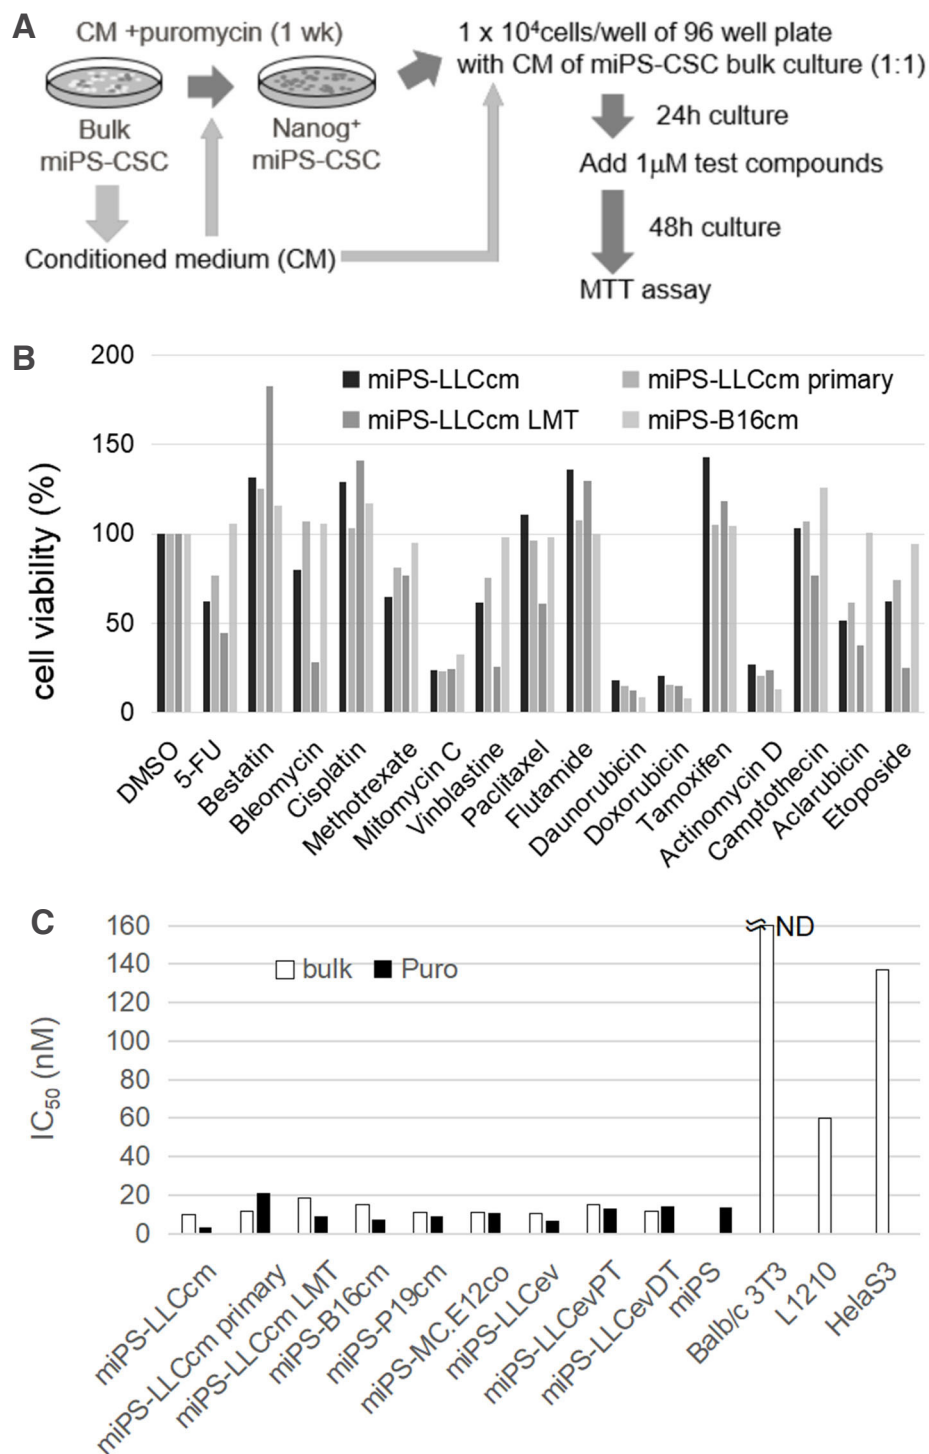 A
CM +puromycin (1 wk)
Bulk
miPS-CSC
Nanog⁺
miPS-CSC
Conditioned medium (CM)
1 x 10⁴cells/well of 96 well plate
with CM of miPS-CSC bulk culture (1:1)
24h culture
Add 1μM test compounds
48h culture
MTT assay
B
cell viability (%)
200
150
100
50
0
miPS-LLCcm
miPS-LLCcm primary
miPS-LLCcm LMT
miPS-B16cm
DMSO
5-FU
Bestatin
Bleomycin
Cisplatin
Methotrexate
Mitomycin C
Vinblastine
Paclitaxel
Flutamide
Daunorubicin
Doxorubicin
Tamoxifen
Actinomycin D
Camptothecin
Aclarubicin
Etoposide
C
IC₅₀ (nM)
160
140
120
100
80
60
40
20
0
bulk
Puro
ND
miPS-LLCcm
miPS-LLCcm primary
miPS-LLCcm LMT
miPS-B16cm
miPS-P19cm
miPS-MC.E12co
miPS-LLCev
miPS-LLCevPT
miPS-LLCevDT
miPS
Balb/c 3T3
L1210
HelaS3